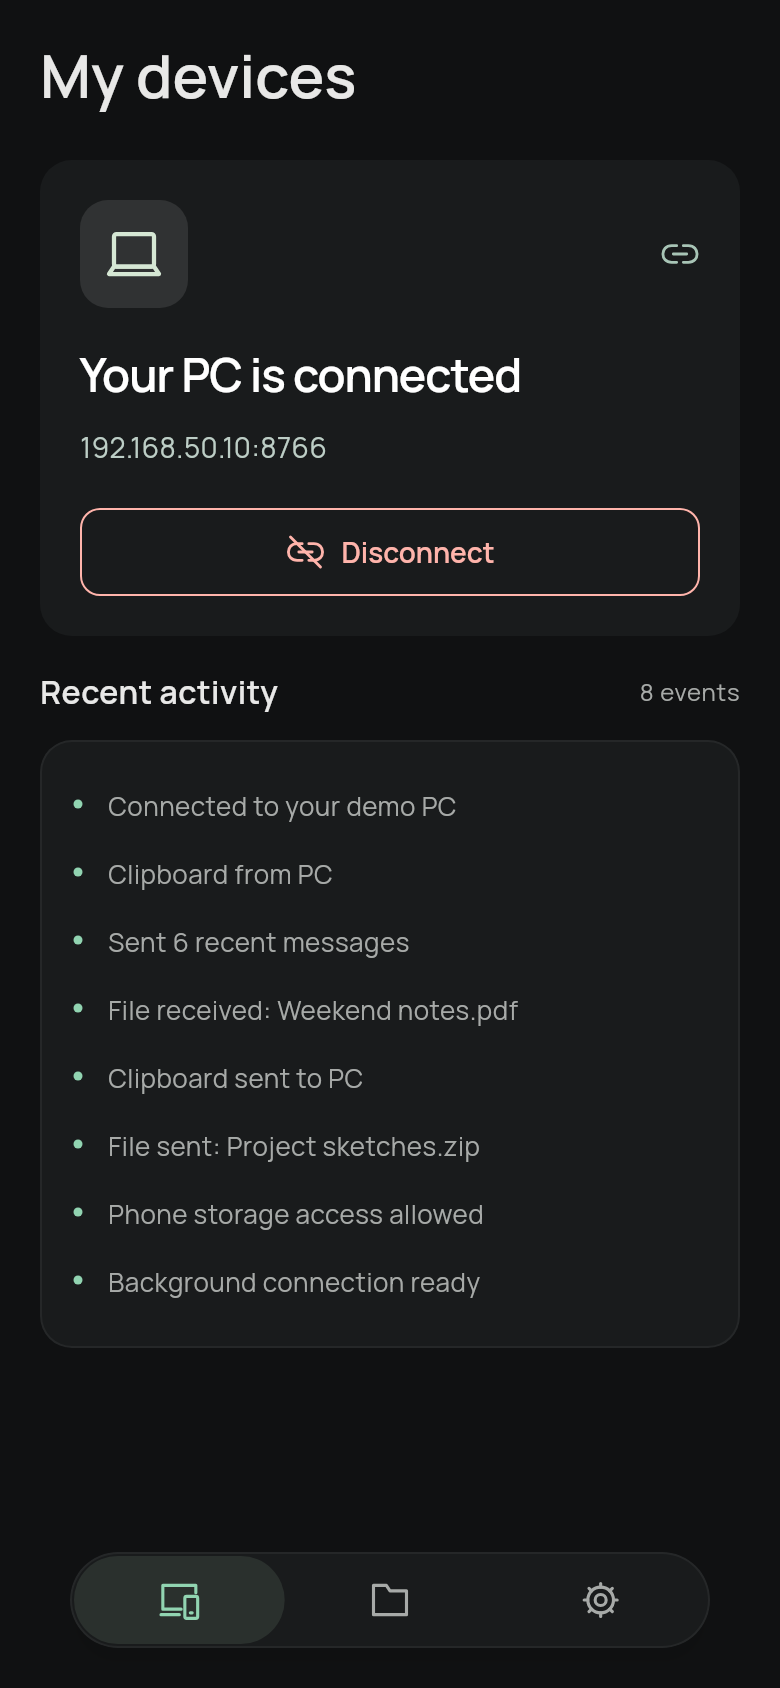 My devices
Your PC is connected
192.168.50.10:8766
Disconnect
Recent activity
8 events
Connected to your demo PC
Clipboard from PC
Sent 6 recent messages
File received: Weekend notes.pdf
Clipboard sent to PC
File sent: Project sketches.zip
Phone storage access allowed
Background connection ready